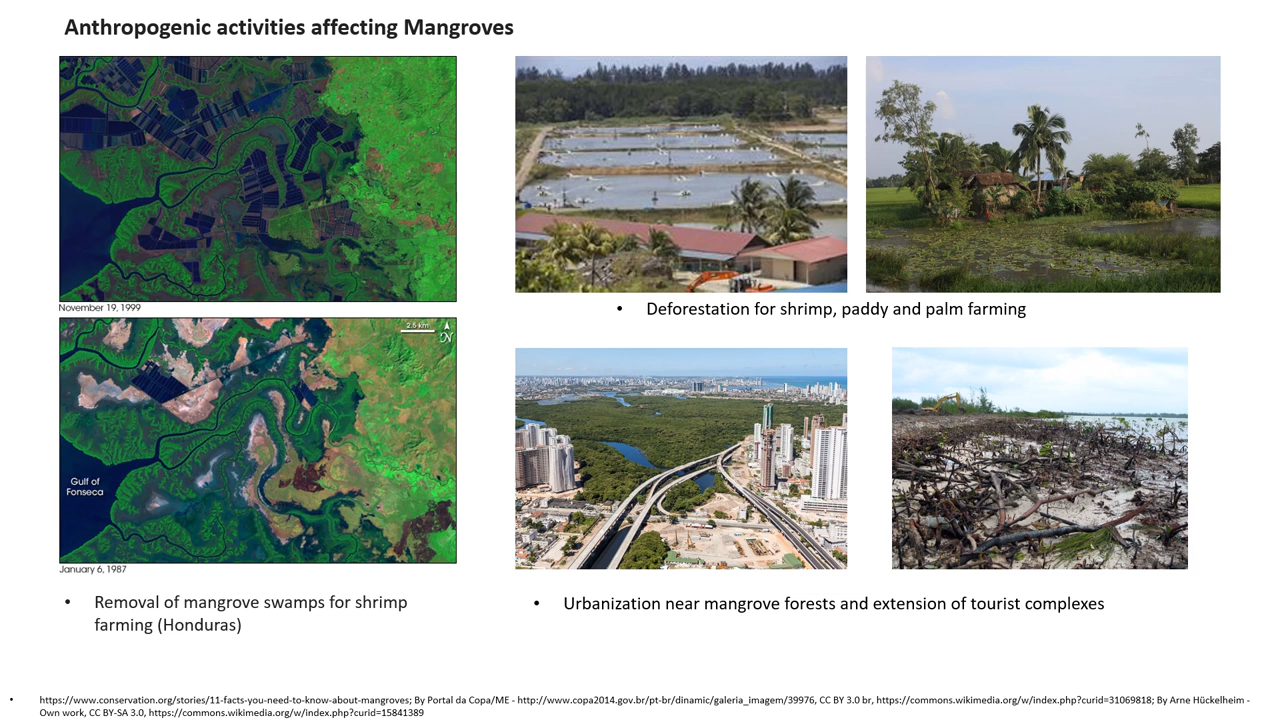 Anthropogenic activities affecting Mangroves
November 19, 1999
2.5 km
N
Gulf of
Fonseca
January 6, 1987
• Removal of mangrove swamps for shrimp
farming (Honduras)
• Deforestation for shrimp, paddy and palm farming
• Urbanization near mangrove forests and extension of tourist complexes
• https://www.conservation.org/stories/11-facts-you-need-to-know-about-mangroves; By Portal da Copa/ME - http://www.copa2014.gov.br/pt-br/dinamic/galeria_imagem/39976, CC BY 3.0 br, https://commons.wikimedia.org/w/index.php?curid=31069818; By Arne Hückelheim -
Own work, CC BY-SA 3.0, https://commons.wikimedia.org/w/index.php?curid=15841389